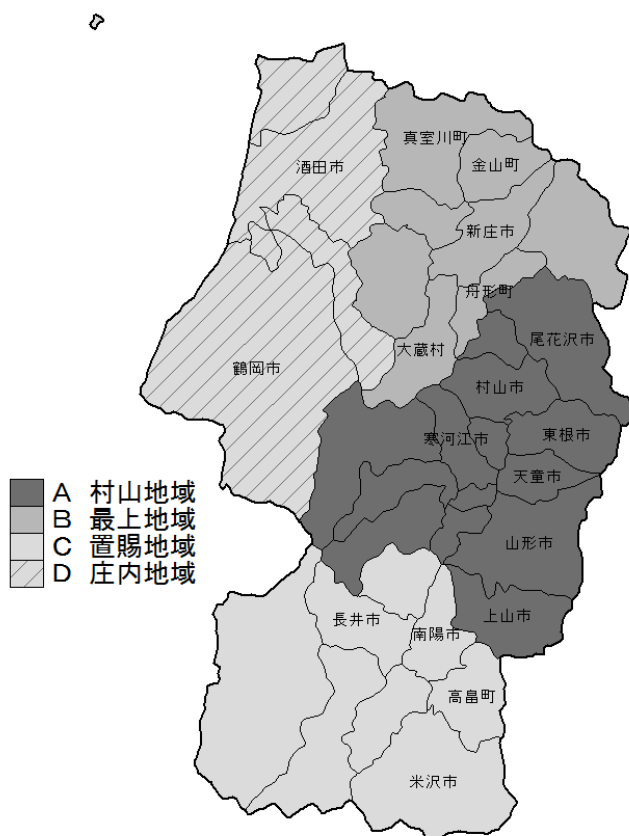 真室川町
金山町
酒田市
新庄市
舟形町
尾花沢市
大蔵村
鶴岡市
村山市
寒河江市
東根市
天童市
山形市
上山市
長井市
南陽市
高畠町
米沢市
A 村山地域
B 最上地域
C 置賜地域
D 庄内地域